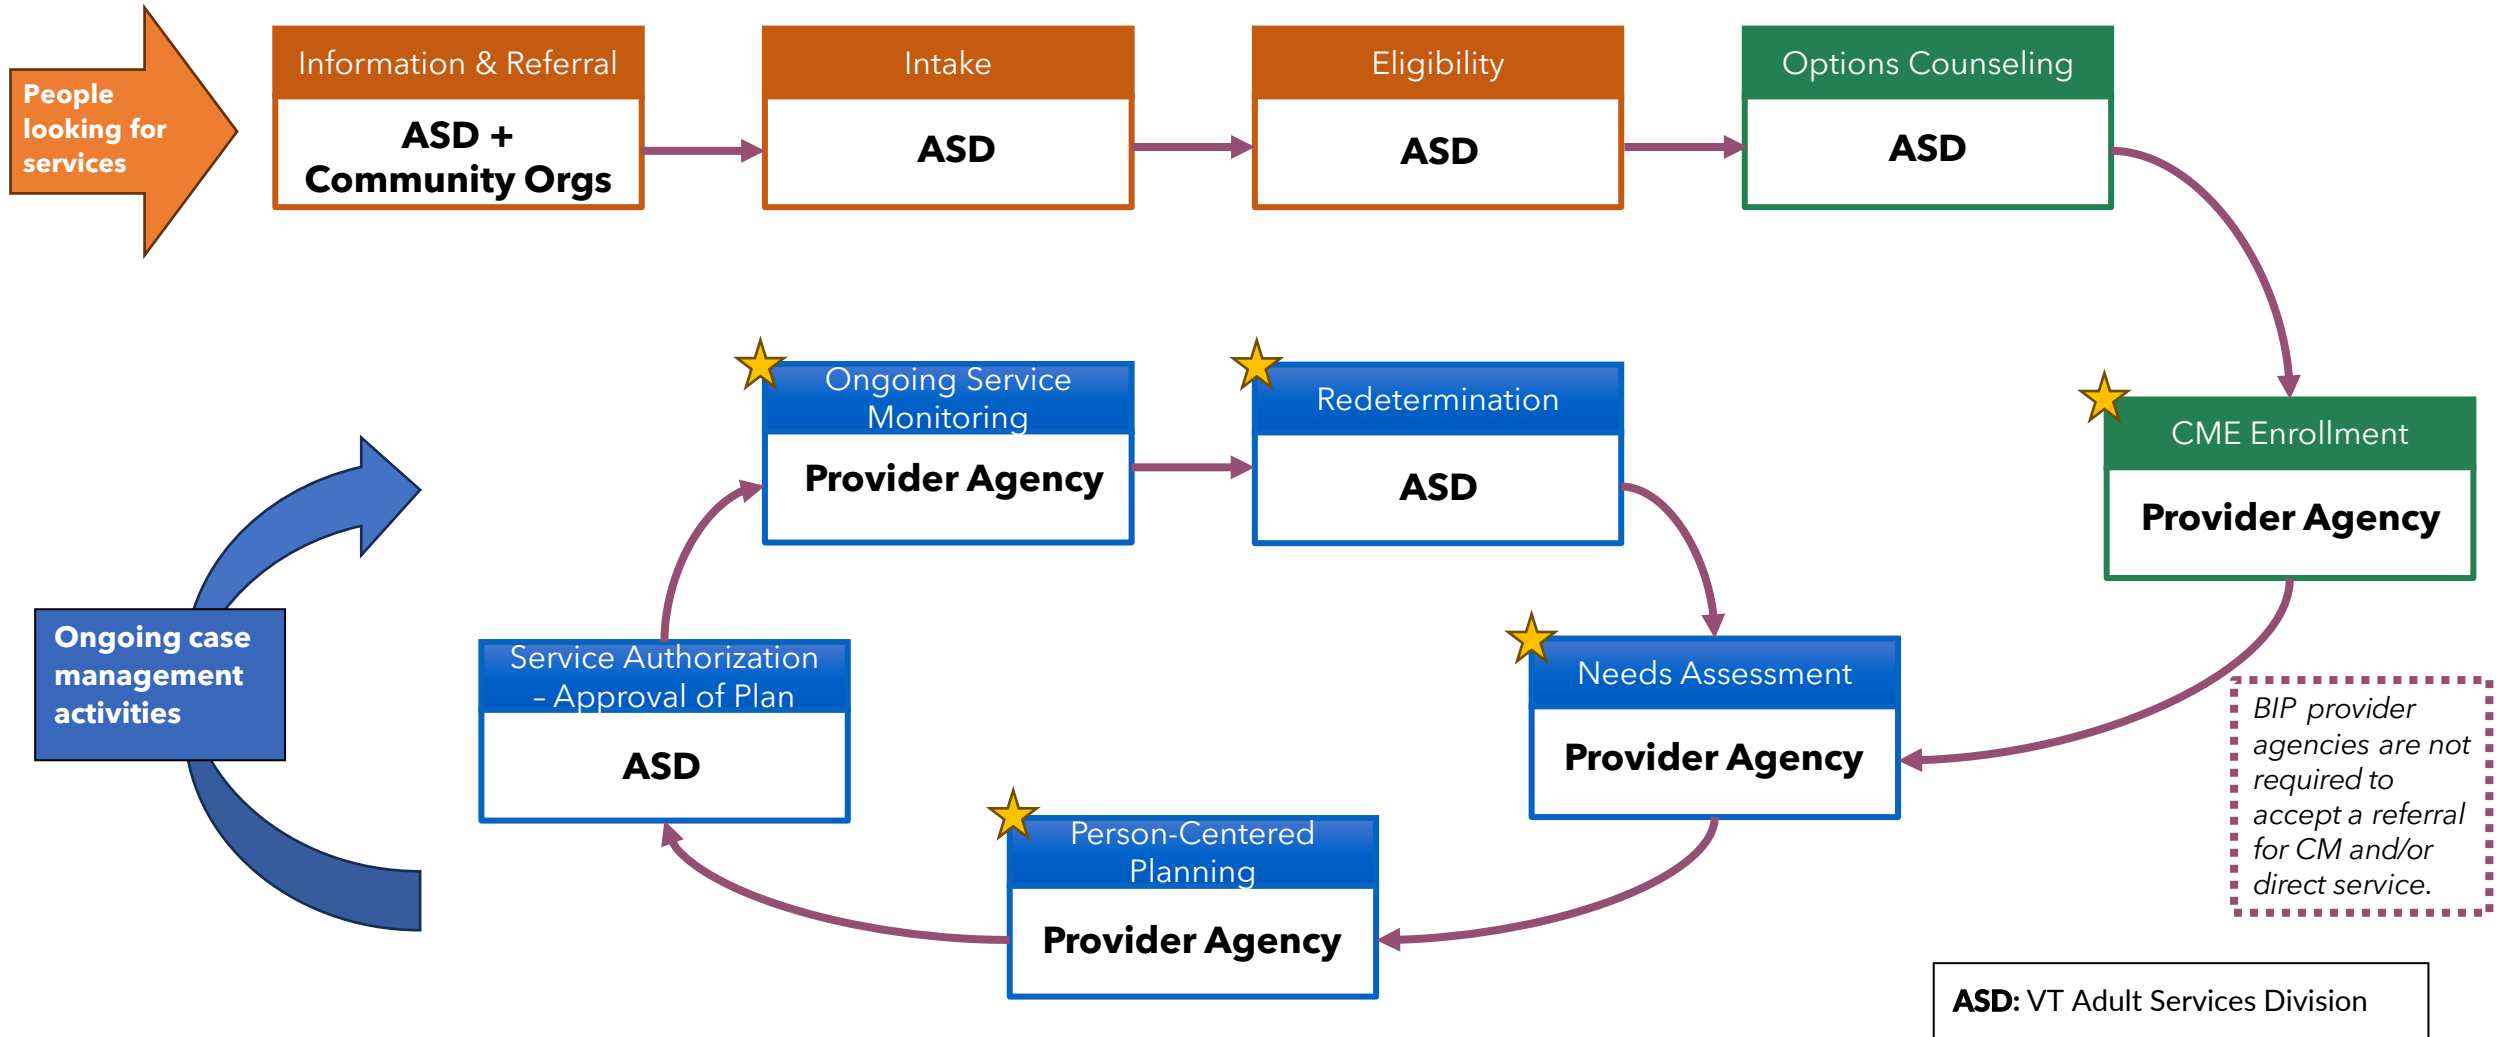 People
looking for
services
Information & Referral
ASD +
Community Orgs
Intake
ASD
Eligibility
ASD
Options Counseling
ASD
Ongoing Service
Monitoring
Provider Agency
Redetermination
ASD
CME Enrollment
Provider Agency
Ongoing case
management
activities
Service Authorization
– Approval of Plan
ASD
Needs Assessment
Provider Agency
Person-Centered
Planning
Provider Agency
BIP provider
agencies are not
required to
accept a referral
for CM and/or
direct service.
ASD: VT Adult Services Division